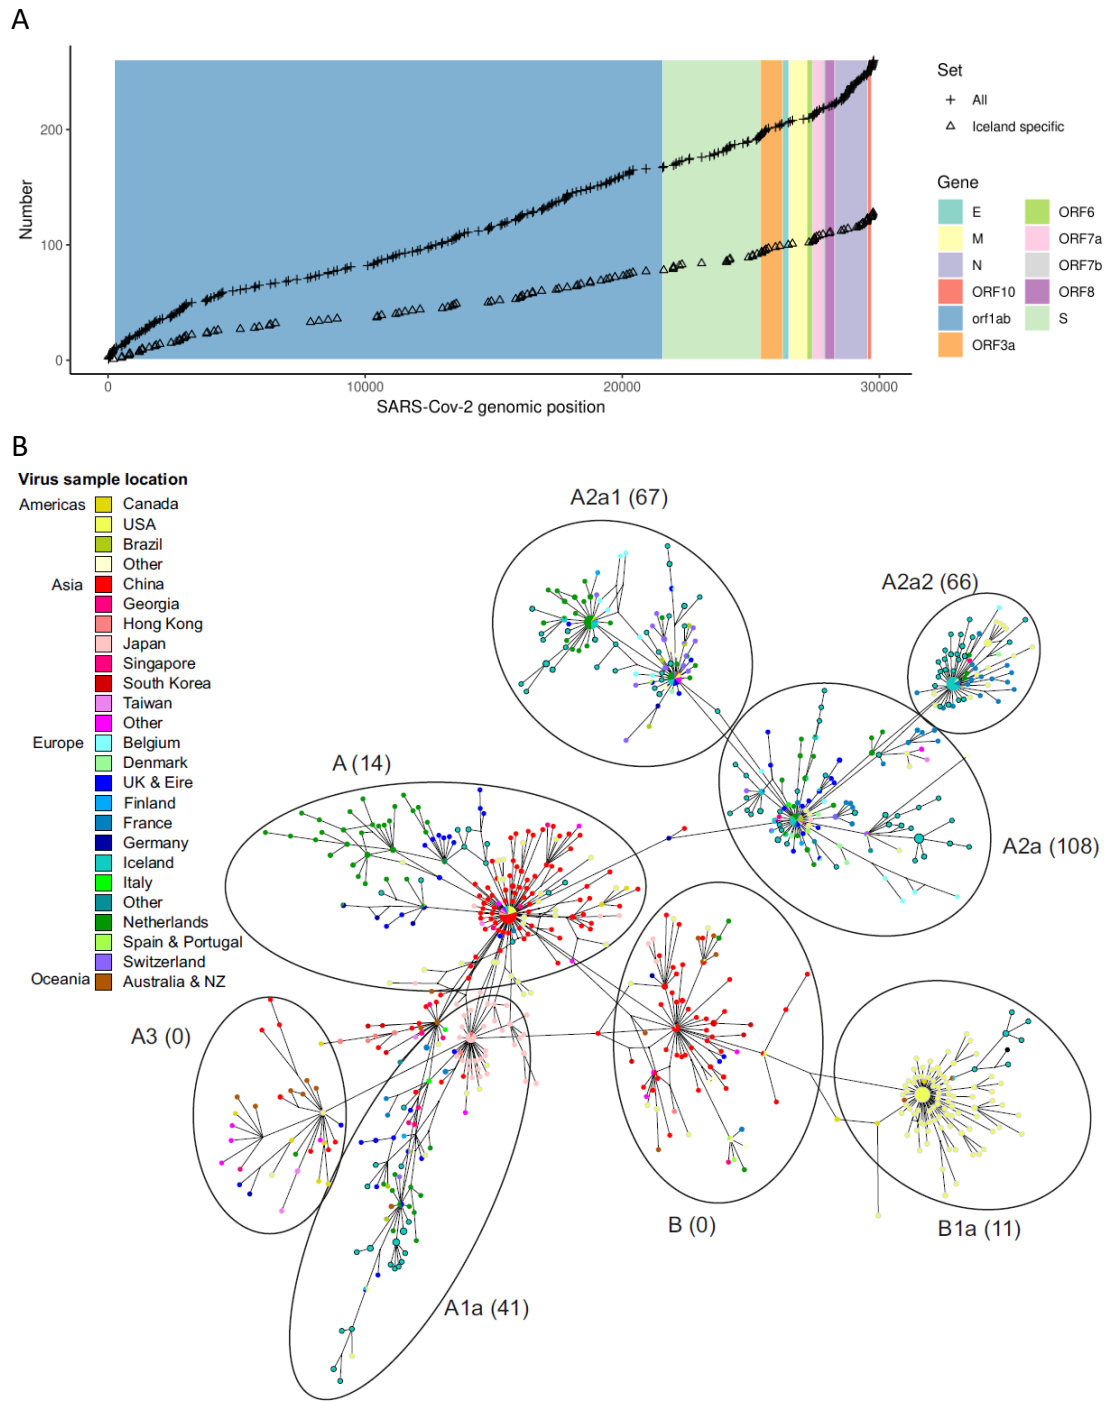 A
Number
200
100
0
0
10000
20000
30000
SARS-Cov-2 genomic position
Set
All
Iceland specific
Gene
E
M
N
ORF10
orf1ab
ORF3a
ORF6
ORF7a
ORF7b
ORF8
S
B
Virus sample location
Americas
Canada
USA
Brazil
Other
Asia
China
Georgia
Hong Kong
Japan
Singapore
South Korea
Taiwan
Other
Europe
Belgium
Denmark
UK & Eire
Finland
France
Germany
Iceland
Italy
Other
Netherlands
Spain & Portugal
Switzerland
Oceania
Australia & NZ
A2a1 (67)
A2a2 (66)
A (14)
A2a (108)
A3 (0)
B (0)
B1a (11)
A1a (41)